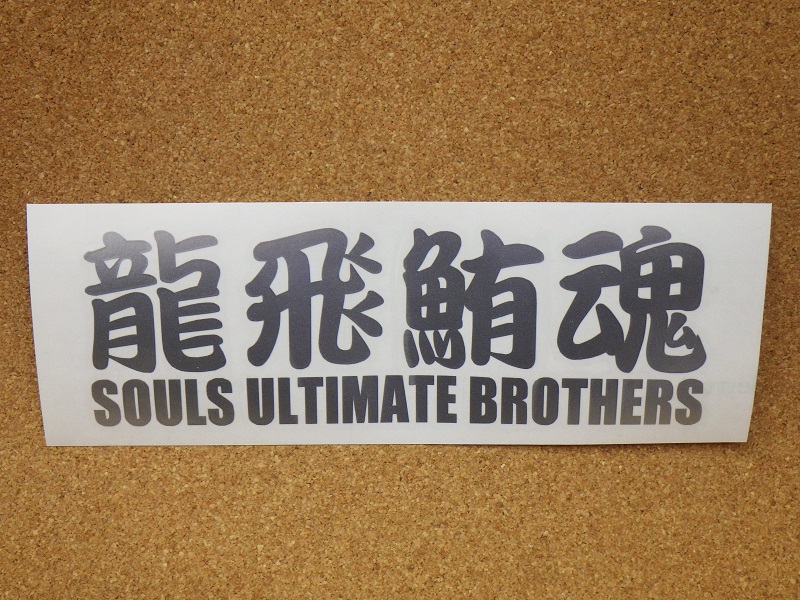 龍飛鮪魂
SOULS ULTIMATE BROTHERS